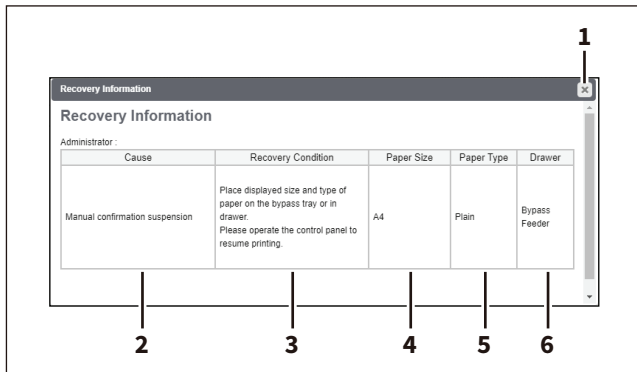 1
Recovery Information
Recovery Information
Administrator :
Cause Recovery Condition Paper Size Paper Type Drawer
Manual confirmation suspension
Place displayed size and type of
paper on the bypass tray or in
drawer.
Please operate the control panel to
resume printing.
A4
Plain
Bypass
Feeder
2 3 4 5 6